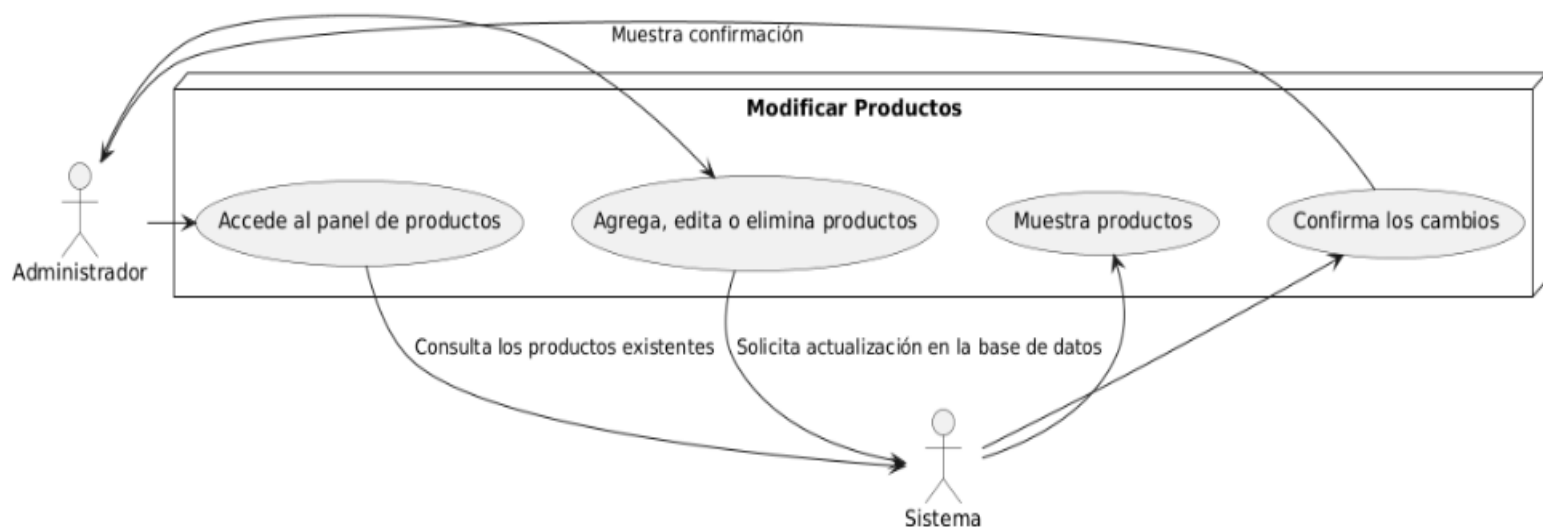 Muestra confirmación
Modificar Productos
Accede al panel de productos
Agrega, edita o elimina productos
Muestra productos
Confirma los cambios
Administrador
Consulta los productos existentes
Solicita actualización en la base de datos
Sistema